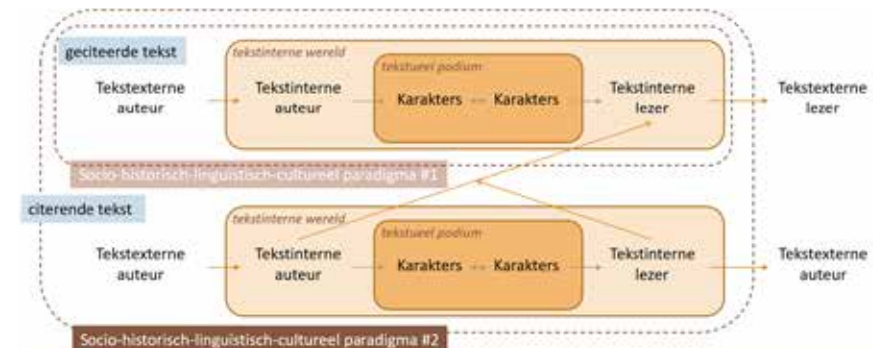 geciteerde tekst
tekstinterne wereld
tekstueel podium
Tekstexterne auteur
Tekstinterne auteur
Karakters
Karakters
Tekstinterne lezer
Tekstexterne lezer
Socio-historisch-linguistisch-cultureel paradigma #1
citerende tekst
tekstinterne wereld
tekstueel podium
Tekstexterne auteur
Tekstinterne auteur
Karakters
Karakters
Tekstinterne lezer
Tekstexterne auteur
Socio-historisch-linguistisch-cultureel paradigma #2